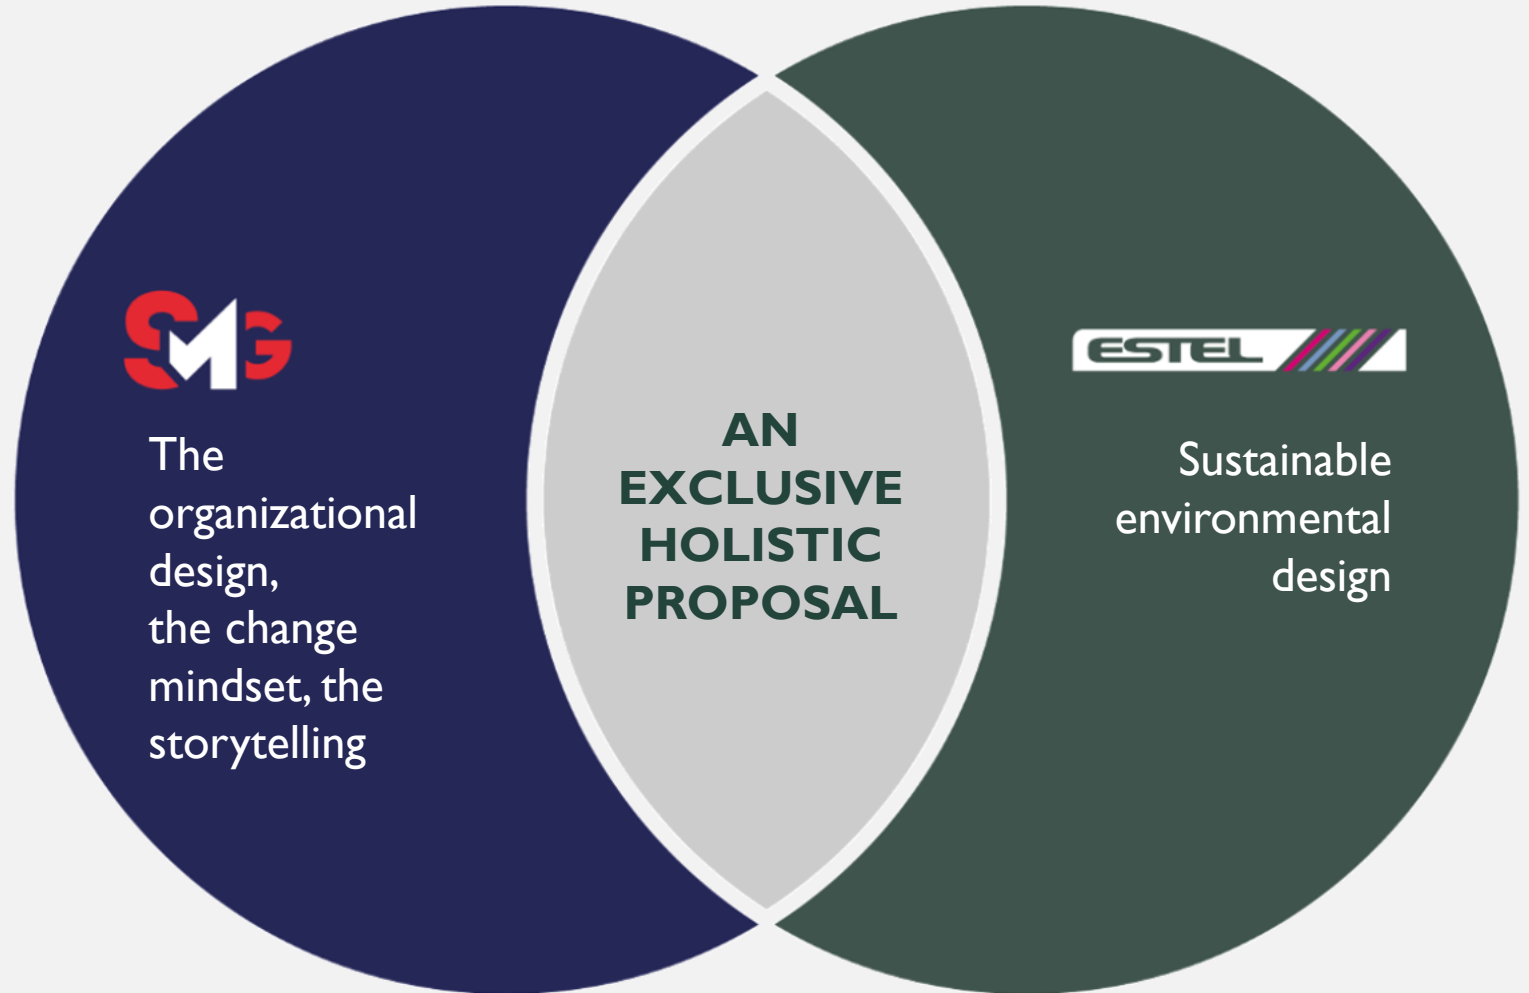 SMG
The
organizational
design,
the change
mindset, the
storytelling
AN
EXCLUSIVE
HOLISTIC
PROPOSAL
ESTEL
Sustainable
environmental
design